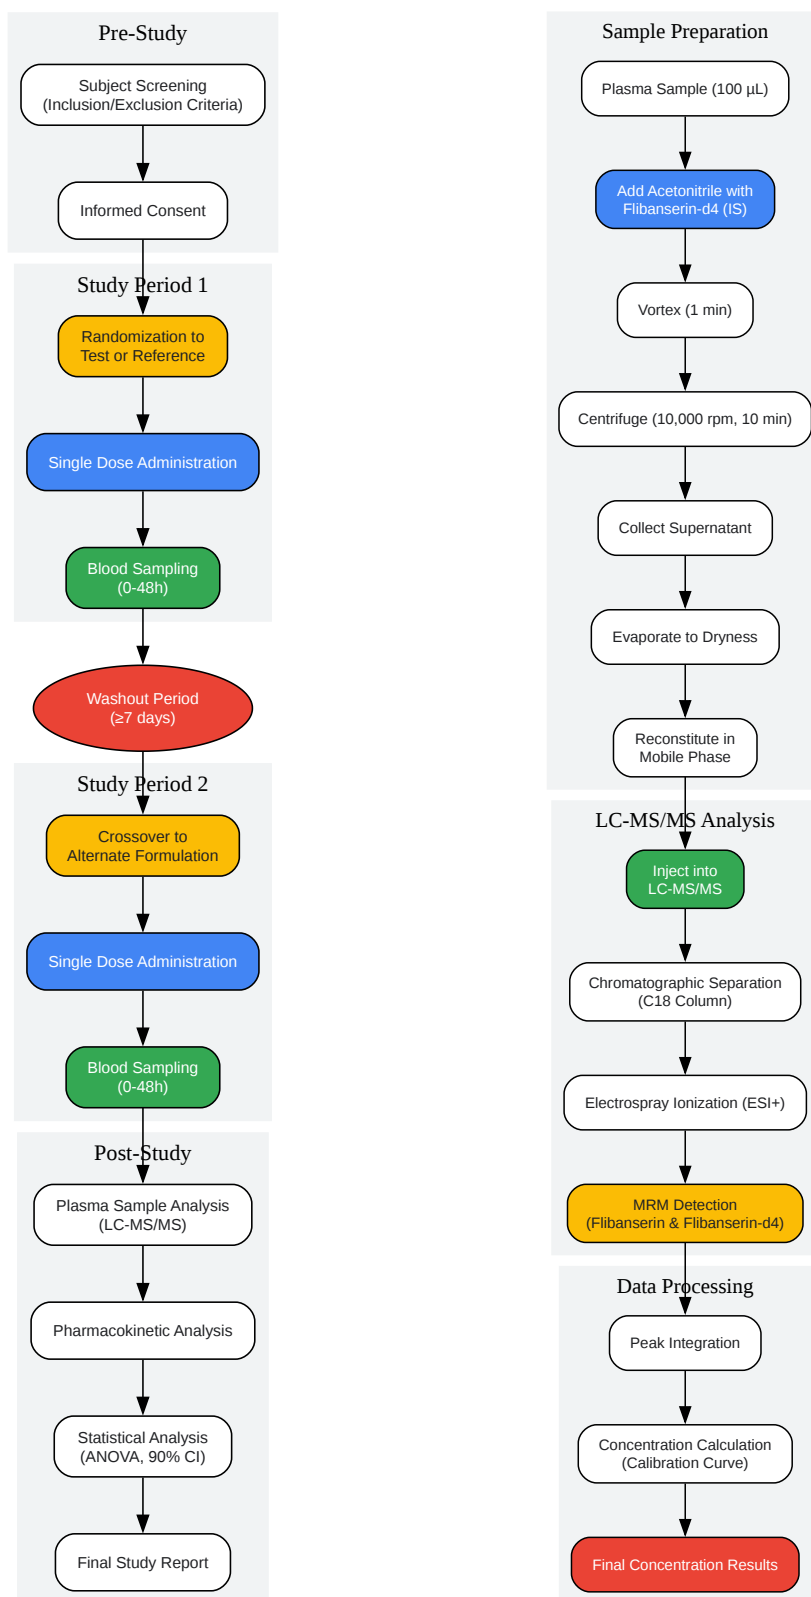 Pre-Study
Subject Screening
(Inclusion/Exclusion Criteria)
Informed Consent
Study Period 1
Randomization to
Test or Reference
Single Dose Administration
Blood Sampling
(0-48h)
Washout Period
(≥7 days)
Study Period 2
Crossover to
Alternate Formulation
Single Dose Administration
Blood Sampling
(0-48h)
Post-Study
Plasma Sample Analysis
(LC-MS/MS)
Pharmacokinetic Analysis
Statistical Analysis
(ANOVA, 90% CI)
Final Study Report
Sample Preparation
Plasma Sample (100 µL)
Add Acetonitrile with
Flibanserin-d4 (IS)
Vortex (1 min)
Centrifuge (10,000 rpm, 10 min)
Collect Supernatant
Evaporate to Dryness
Reconstitute in
Mobile Phase
LC-MS/MS Analysis
Inject into
LC-MS/MS
Chromatographic Separation
(C18 Column)
Electrospray Ionization (ESI+)
MRM Detection
(Flibanserin & Flibanserin-d4)
Data Processing
Peak Integration
Concentration Calculation
(Calibration Curve)
Final Concentration Results